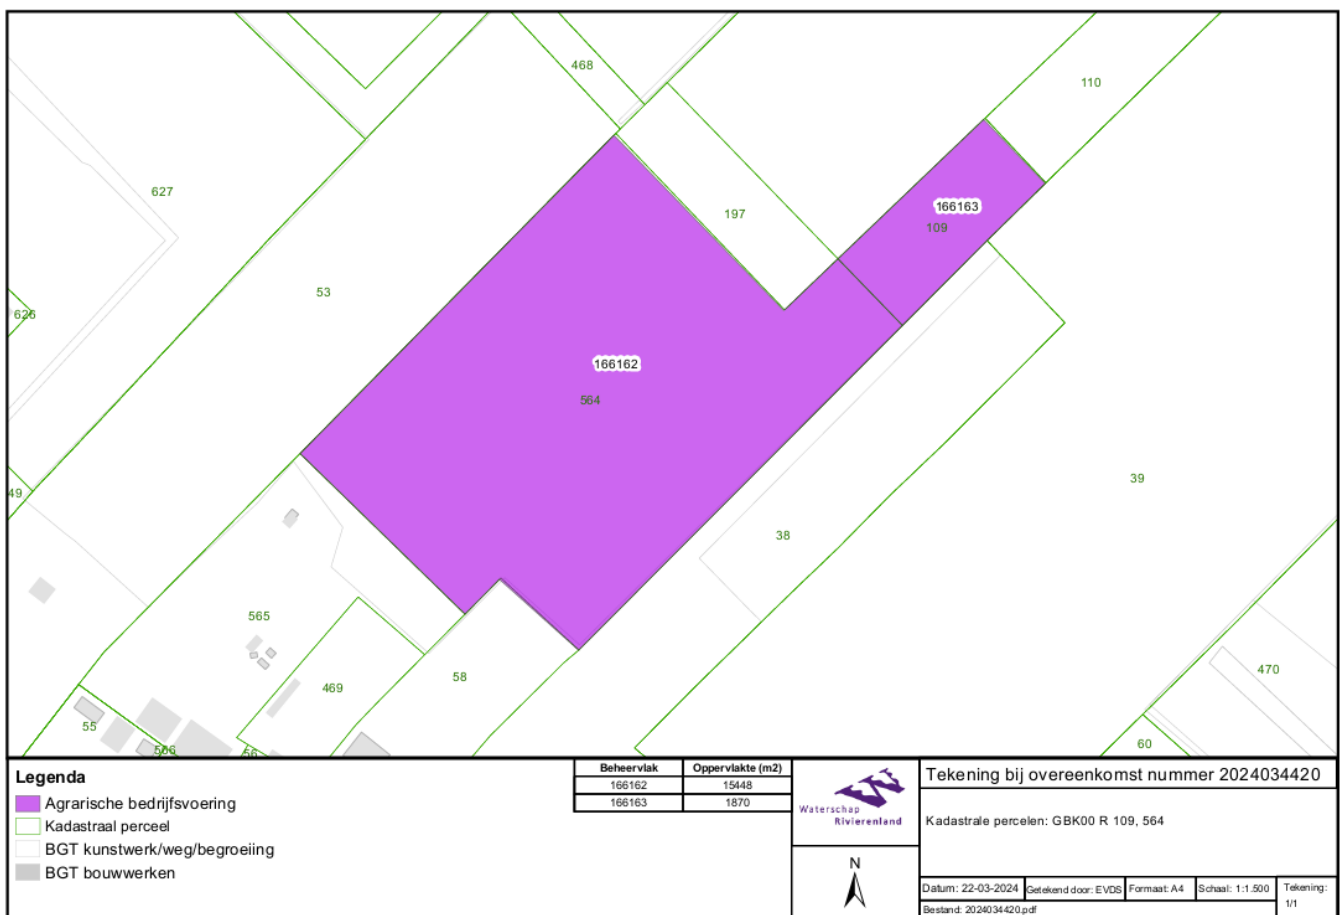 468
110
627
197
166163
109
53
626
166162
564
39
49
38
565
470
469
58
55
566
56
60
Legenda
Agrarische bedrijfsvoering
Kadastraal perceel
BGT kunstwerk/weg/begroeiing
BGT bouwwerken
Beheervlak Oppervlakte (m2)
166162 15448
166163 1870
Waterschap
Rivierenland
N
Tekening bij overeenkomst nummer 2024034420
Kadastrale percelen: GBK00 R 109, 564
Datum: 22-03-2024 Getekend door: EVDS Formaat: A4 Schaal: 1:1.500 Tekening:
1/1
Bestand: 2024034420.pdf